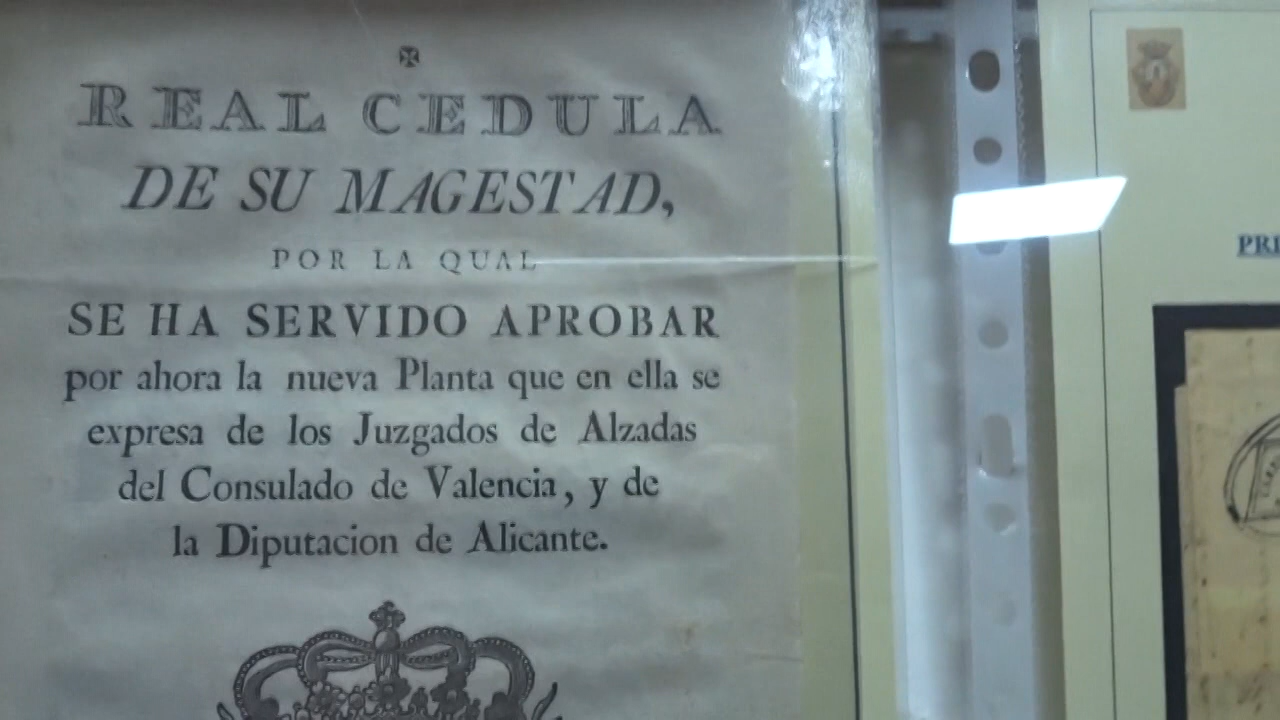 REAL CEDULA
DE SU MAGESTAD,
POR LA QUAL
SE HA SERVIDO APROBAR
por ahora la nueva Planta que en ella se
expresa de los Juzgados de Alzadas
del Consulado de Valencia, y de
la Diputacion de Alicante.
PRI